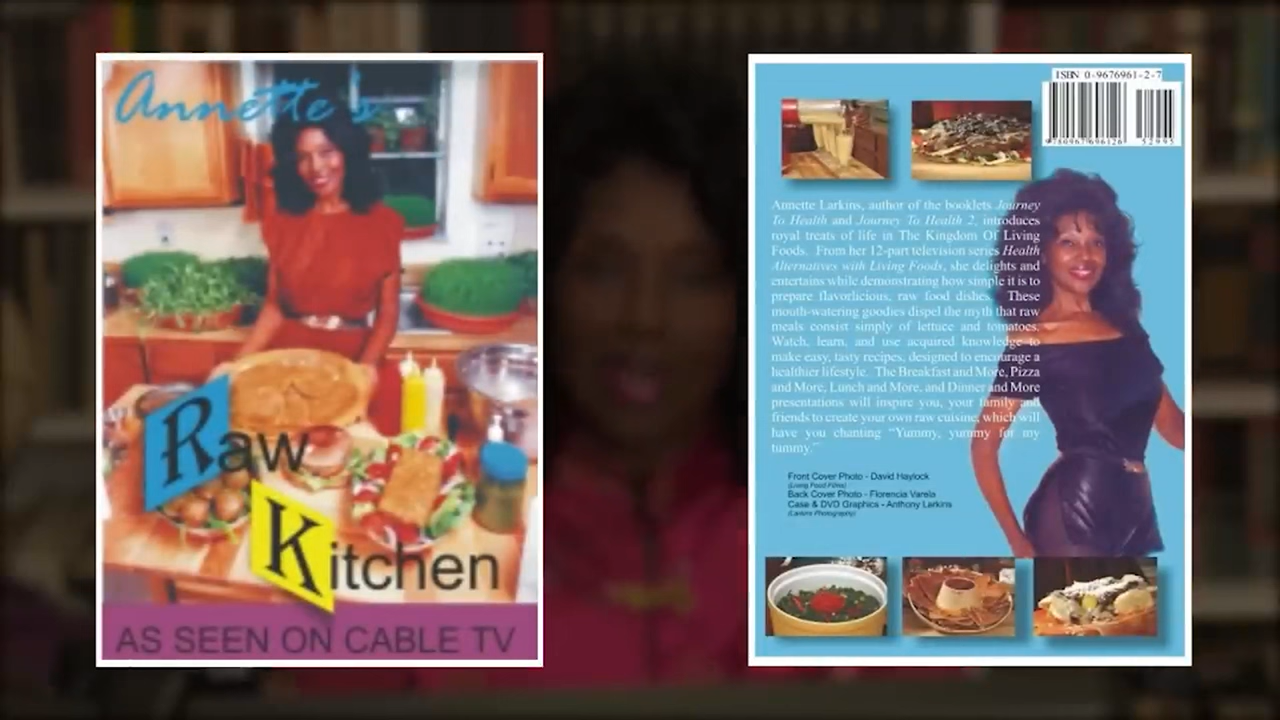 Annette's
Raw
Kitchen
AS SEEN ON CABLE TV
ISBN 0-9676961-2-7
9780967696126
52995
Annette Larkins, author of the booklets Journey
To Health and Journey To Health 2, introduces
royal treats of life in The Kingdom Of Living
Foods. From her 12-part television series Health
Alternatives with Living Foods, she delights and
entertains while demonstrating how simple it is to
prepare flavorlicious, raw food dishes. These
mouth-watering goodies dispel the myth that raw
meals consist simply of lettuce and tomatoes.
Watch, learn, and use acquired knowledge to
make easy, tasty recipes, designed to encourage a
healthier lifestyle. The Breakfast and More, Pizza
and More, Lunch and More, and Dinner and More
presentations will inspire you, your family and
friends to create your own raw cuisine, which will
have you chanting "Yummy, yummy for my
tummy."
Front Cover Photo - David Haylock
(Living Food Films)
Back Cover Photo - Florencia Varela
Case & DVD Graphics - Anthony Larkins
(Larkins Photography)